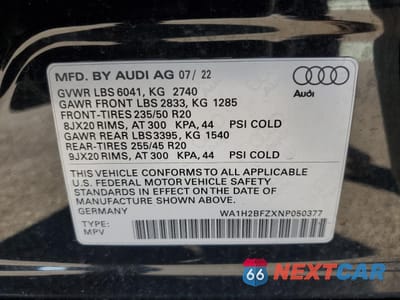 MFD. BY AUDI AG 07/22
GVWR LBS 6041, KG 2740
GAWR FRONT LBS 2833, KG 1285
FRONT-TIRES 235/50 R20
8JX20 RIMS, AT 300 KPA, 44 PSI COLD
GAWR REAR LBS3395, KG 1540
REAR-TIRES 255/45 R20
9JX20 RIMS, AT 300 KPA, 44 PSI COLD
Audi
THIS VEHICLE CONFORMS TO ALL APPLICABLE
U.S. FEDERAL MOTOR VEHICLE SAFETY
STANDARDS IN EFFECT ON THE DATE
OF MANUFACTURE SHOWN ABOVE.
GERMANY WA1H2BFZXNP050377
TYPE:
MPV
66 NEXTCAR